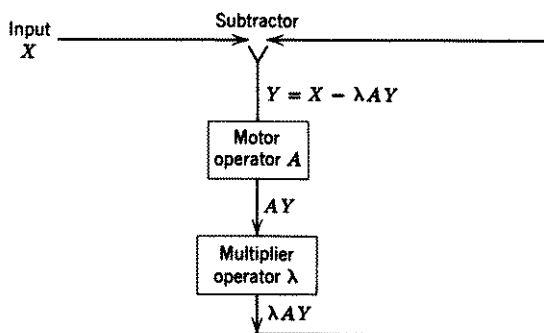 Subtractor
Input
X
Y = X − λAY
Motor
operator A
AY
Multiplier
operator λ
λAY